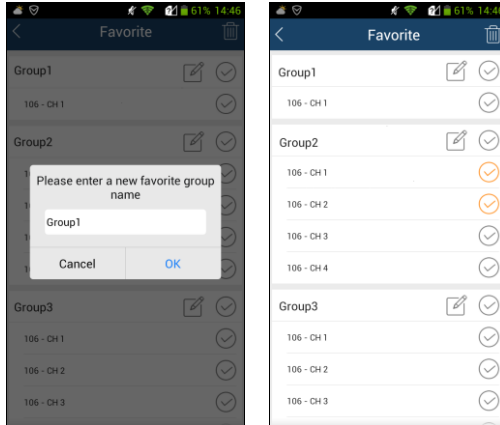 61% 14:46
Favorite
Group1
106 - CH 1
Group2
Please enter a new favorite group
name
Group1
Cancel
OK
Group3
106 - CH 1
106 - CH 2
106 - CH 3
61% 14:46
Favorite
Group1
106 - CH 1
Group2
106 - CH 1
106 - CH 2
106 - CH 3
106 - CH 4
Group3
106 - CH 1
106 - CH 2
106 - CH 3